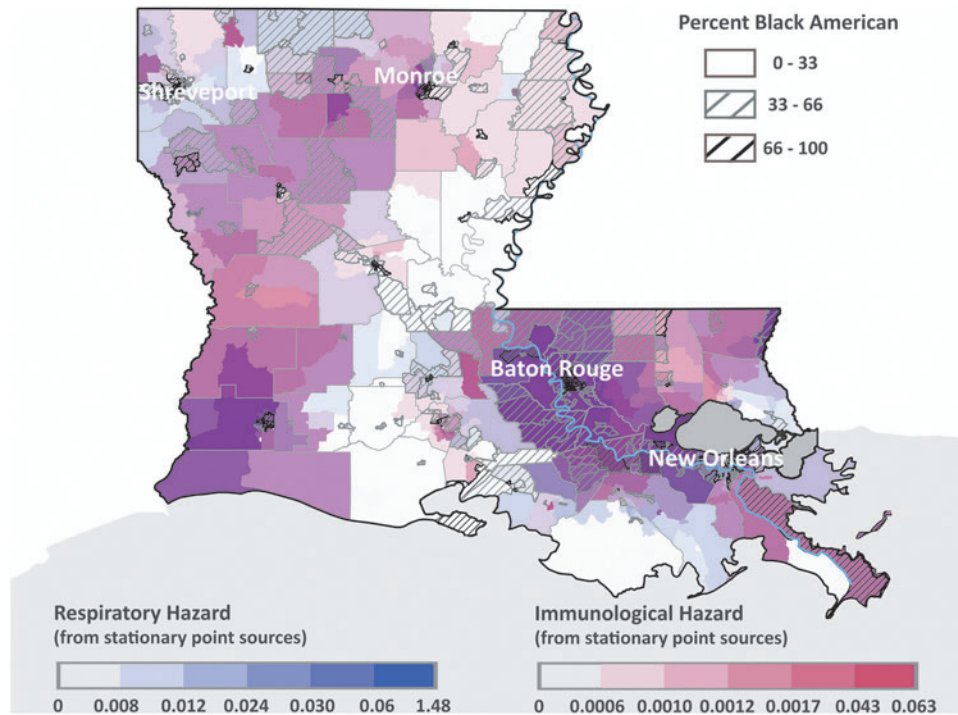 Percent Black American
0 - 33
33 - 66
66 - 100
Monroe
Shreveport
Baton Rouge
New Orleans
Respiratory Hazard
(from stationary point sources)
0 0.008 0.012 0.024 0.030 0.06 1.48
Immunological Hazard
(from stationary point sources)
0 0.0006 0.0010 0.0012 0.0017 0.043 0.063